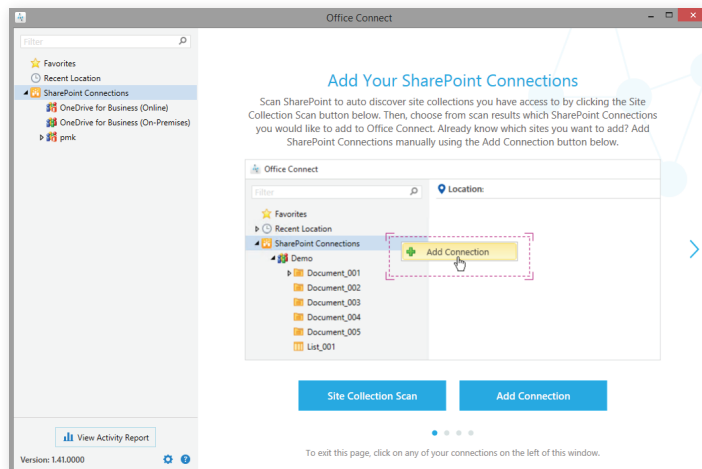 Office Connect
Filter
Favorites
Recent Location
SharePoint Connections
OneDrive for Business (Online)
OneDrive for Business (On-Premises)
pmk
View Activity Report
Version: 1.41.0000
Add Your SharePoint Connections
Scan SharePoint to auto discover site collections you have access to by clicking the Site
Collection Scan button below. Then, choose from scan results which SharePoint Connections
you would like to add to Office Connect. Already know which sites you want to add? Add
SharePoint Connections manually using the Add Connection button below.
Office Connect
Filter
Location:
Favorites
Recent Location
SharePoint Connections
Add Connection
Demo
Document_001
Document_002
Document_003
Document_004
Document_005
List_001
Site Collection Scan
Add Connection
To exit this page, click on any of your connections on the left of this window.